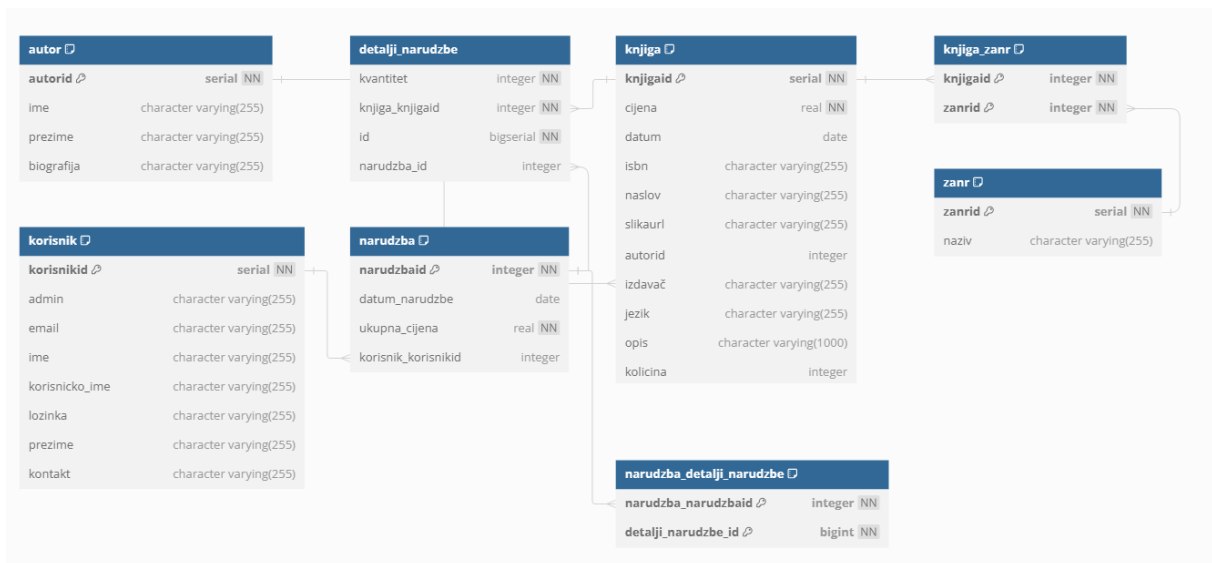 autor
autorid serial NN
ime character varying(255)
prezime character varying(255)
biografija character varying(255)
detalji_narudzbe
kvantitet integer NN
knjiga_knjigaid integer NN
id bigserial NN
narudzba_id integer
knjiga
knjigaid serial NN
cijena real NN
datum date
isbn character varying(255)
naslov character varying(255)
slikaurl character varying(255)
autorid integer
izdavač character varying(255)
jezik character varying(255)
opis character varying(1000)
kolicina integer
knjiga_zanr
knjigaid integer NN
zanrid integer NN
zanr
zanrid serial NN
naziv character varying(255)
korisnik
korisnikid serial NN
admin character varying(255)
email character varying(255)
ime character varying(255)
korisnicko_ime character varying(255)
lozinka character varying(255)
prezime character varying(255)
kontakt character varying(255)
narudzba
narudzbaid integer NN
datum_narudzbe date
ukupna_cijena real NN
korisnik_korisnikid integer
narudzba_detalji_narudzbe
narudzba_narudzbaid integer NN
detalji_narudzbe_id bigint NN